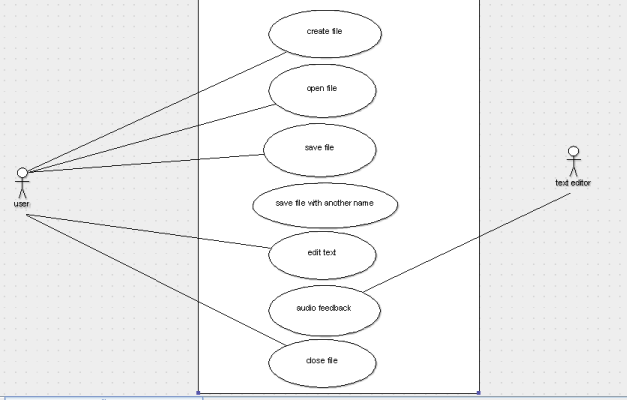 create file
open file
save file
text editor
user
save file with another name
edit text
audio feedback
close file